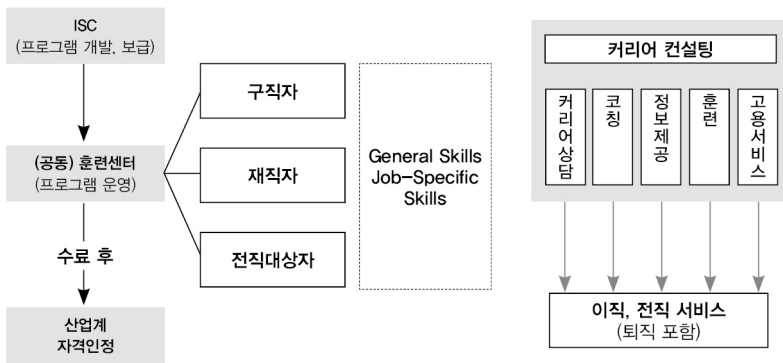 ISC
(프로그램 개발, 보급)
(공동) 훈련센터
(프로그램 운영)
수료 후
산업계
자격인정
구직자
재직자
전직대상자
General Skills
Job-Specific
Skills
커리어 컨설팅
커리어상담
코칭
정보제공
훈련
고용서비스
이직, 전직 서비스
(퇴직 포함)